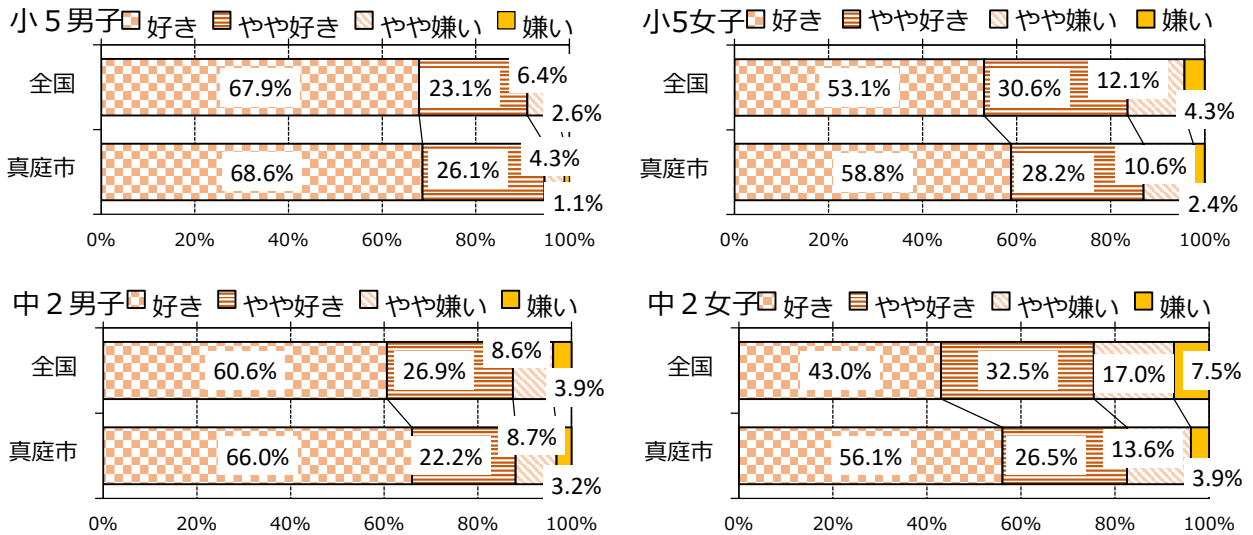 小５男子 好き やや好き やや嫌い 嫌い
全国 67.9% 23.1% 6.4% 2.6%
真庭市 68.6% 26.1% 4.3% 1.1%
0% 20% 40% 60% 80% 100%
小5女子 好き やや好き やや嫌い 嫌い
全国 53.1% 30.6% 12.1% 4.3%
真庭市 58.8% 28.2% 10.6% 2.4%
0% 20% 40% 60% 80% 100%
中２男子 好き やや好き やや嫌い 嫌い
全国 60.6% 26.9% 8.6% 3.9%
真庭市 66.0% 22.2% 8.7% 3.2%
0% 20% 40% 60% 80% 100%
中２女子 好き やや好き やや嫌い 嫌い
全国 43.0% 32.5% 17.0% 7.5%
真庭市 56.1% 26.5% 13.6% 3.9%
0% 20% 40% 60% 80% 100%